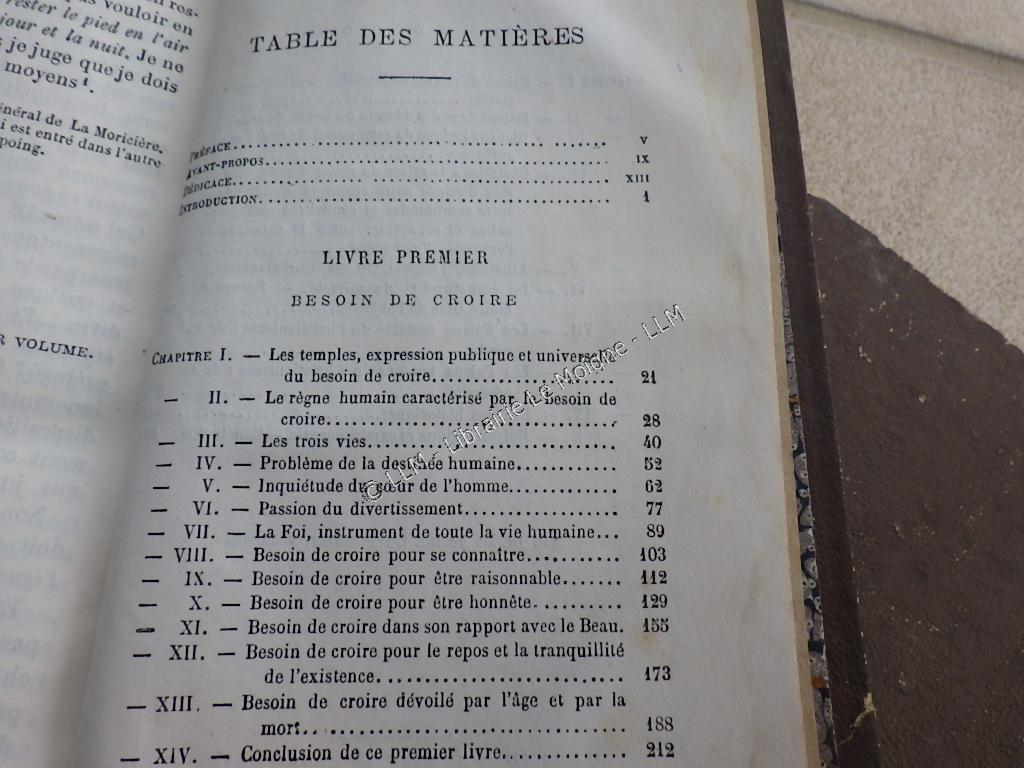 pas vouloir en
rester le pied en l'air
jour et la nuit. Je ne
je juge que je dois
moyens¹.
général de La Moricière.
i est entré dans l'autre
poing.
R VOLUME.
TABLE DES MATIÈRES
PRÉFACE.......... V
AVANT-PROPOS.......... IX
DÉDICACE.......... XIII
INTRODUCTION.......... 1
LIVRE PREMIER
BESOIN DE CROIRE
CHAPITRE I. — Les temples, expression publique et universelle
du besoin de croire.......... 21
— II. — Le règne humain caractérisé par la Besoin de
croire.......... 28
— III. — Les trois vies.......... 40
— IV. — Problème de la destinée humaine.......... 52
— V. — Inquiétude du cœur de l'homme.......... 62
— VI. — Passion du divertissement.......... 77
— VII. — La Foi, instrument de toute la vie humaine... 89
— VIII. — Besoin de croire pour se connaître.......... 103
— IX. — Besoin de croire pour être raisonnable....... 112
— X. — Besoin de croire pour être honnête.......... 129
— XI. — Besoin de croire dans son rapport avec le Beau. 155
— XII. — Besoin de croire pour le repos et la tranquillité
de l'existence.......... 173
— XIII. — Besoin de croire dévoilé par l'âge et par la
mort.......... 188
— XIV. — Conclusion de ce premier livre.......... 212
© LLM - Librairie Le Moigne - LLM